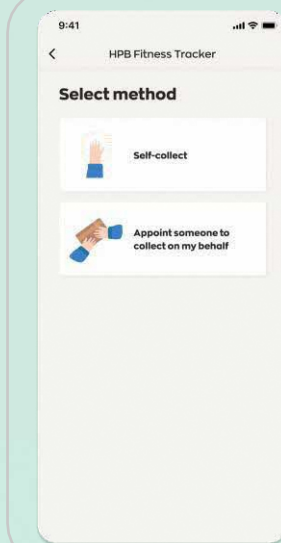 9:41
HPB Fitness Tracker
Select method
Self-collect
Appoint someone to
collect on my behalf